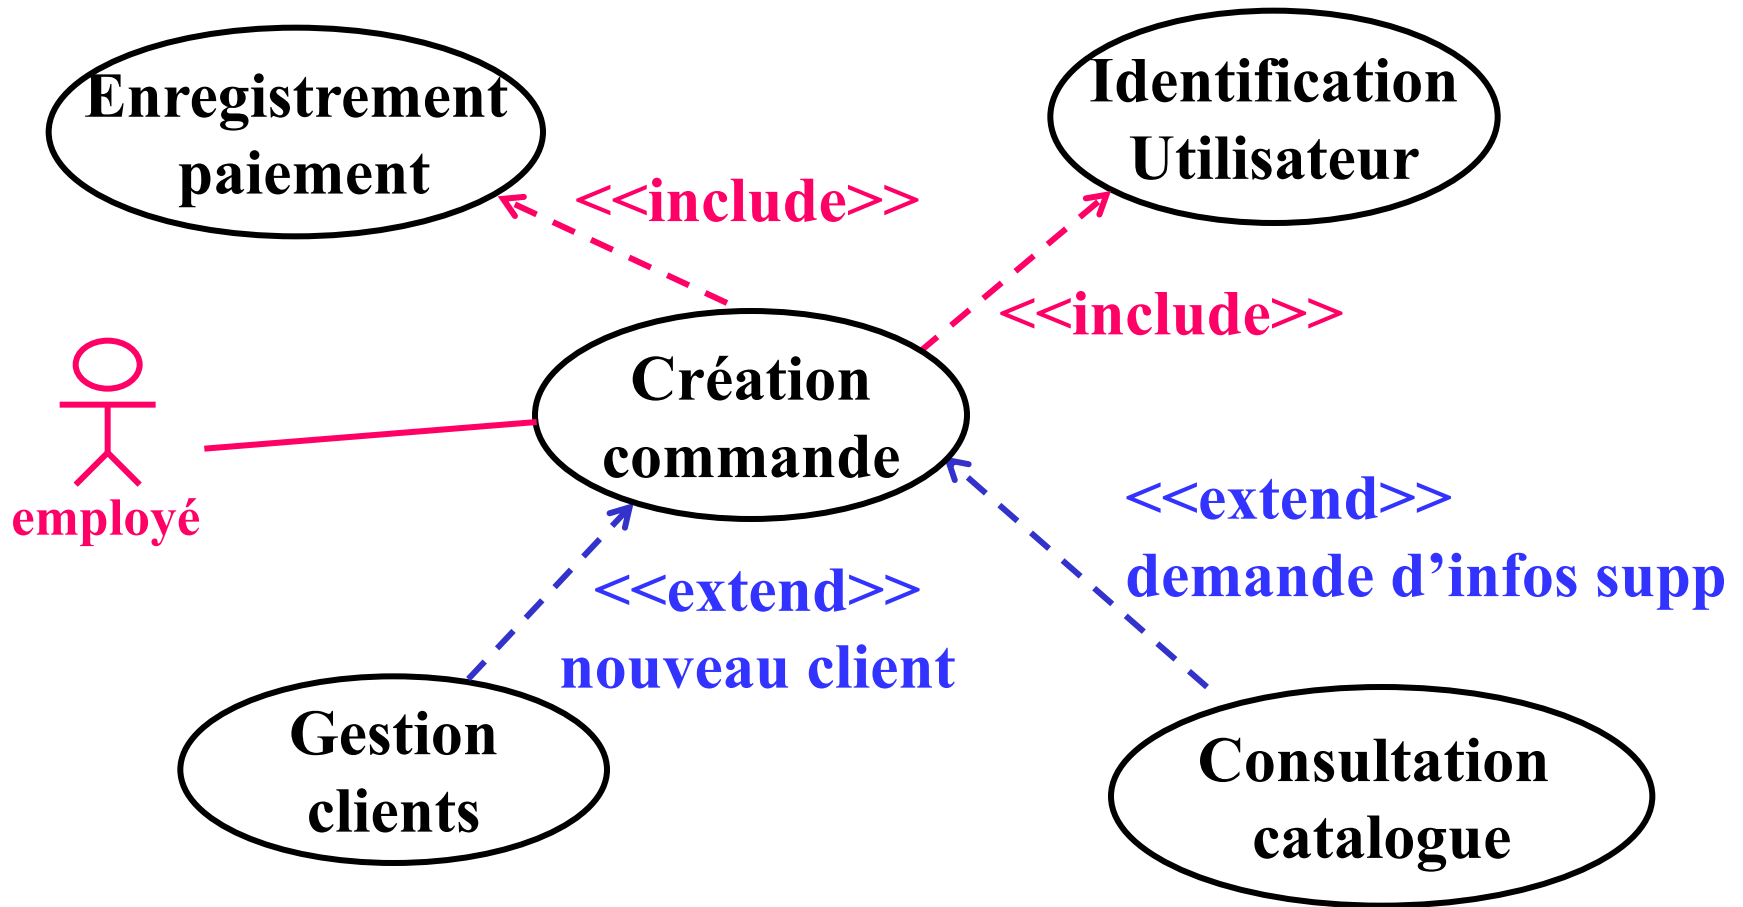 Enregistrement
paiement
Identification
Utilisateur
<<include>>
<<include>>
Création
commande
employé
<<extend>>
demande d’infos supp
<<extend>>
nouveau client
Gestion
clients
Consultation
catalogue